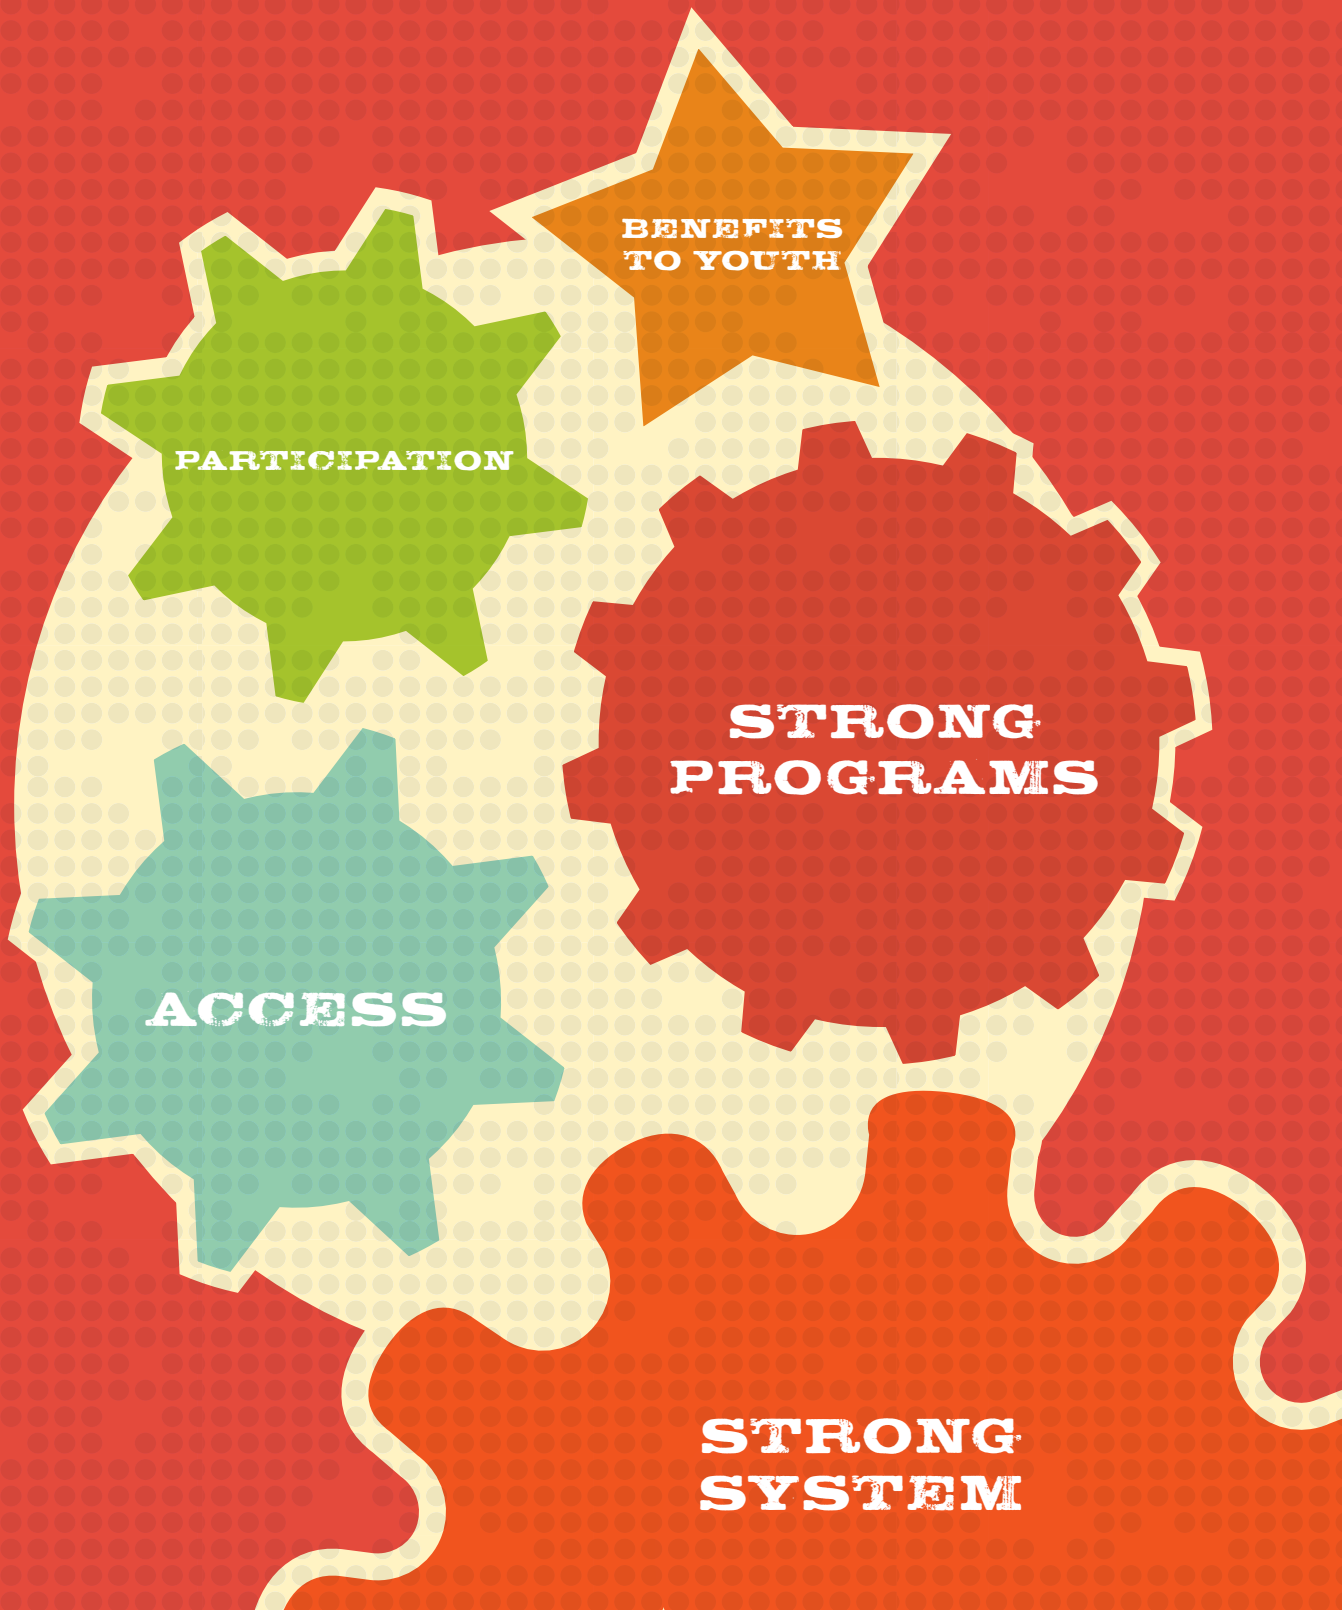 BENEFITS
TO YOUTH
PARTICIPATION
STRONG
PROGRAMS
ACCESS
STRONG
SYSTEM